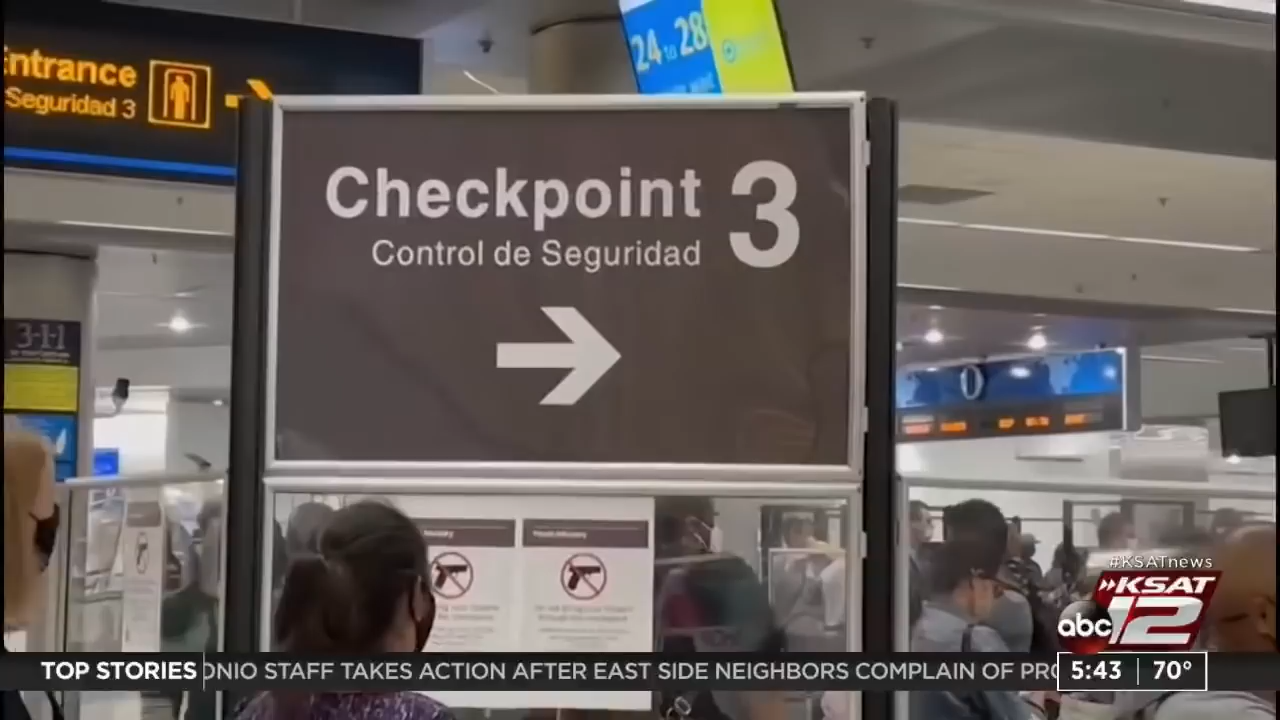 Entrance
Seguridad 3
24 to 28
Checkpoint 3
Control de Seguridad
3-1-1
#KSATnews
KSAT
abc 12
TOP STORIES
ONIO STAFF TAKES ACTION AFTER EAST SIDE NEIGHBORS COMPLAIN OF PRO
5:43
70°